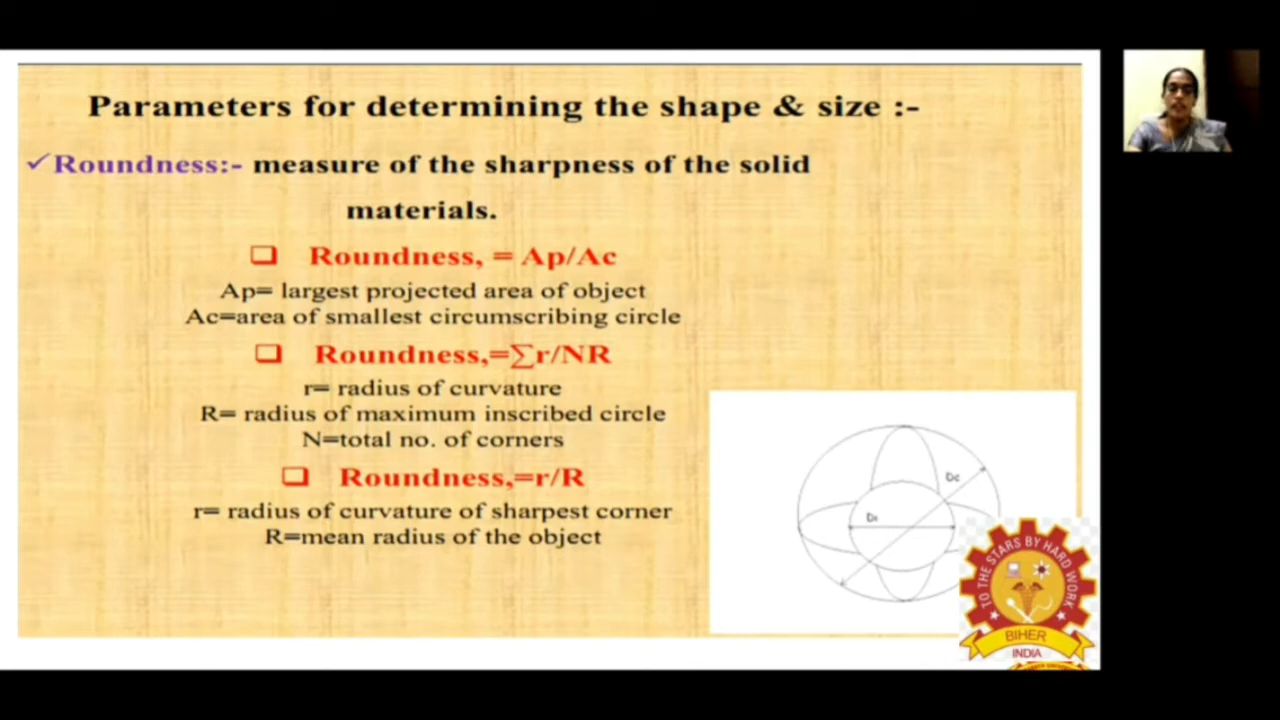 Parameters for determining the shape & size :-
✓Roundness:- measure of the sharpness of the solid
materials.
❑ Roundness, = Ap/Ac
Ap= largest projected area of object
Ac=area of smallest circumscribing circle
❑ Roundness,=∑r/NR
r= radius of curvature
R= radius of maximum inscribed circle
N=total no. of corners
❑ Roundness,=r/R
r= radius of curvature of sharpest corner
R=mean radius of the object
Dc
Di
TO THE STARS BY HARD WORK
BIHER
INDIA